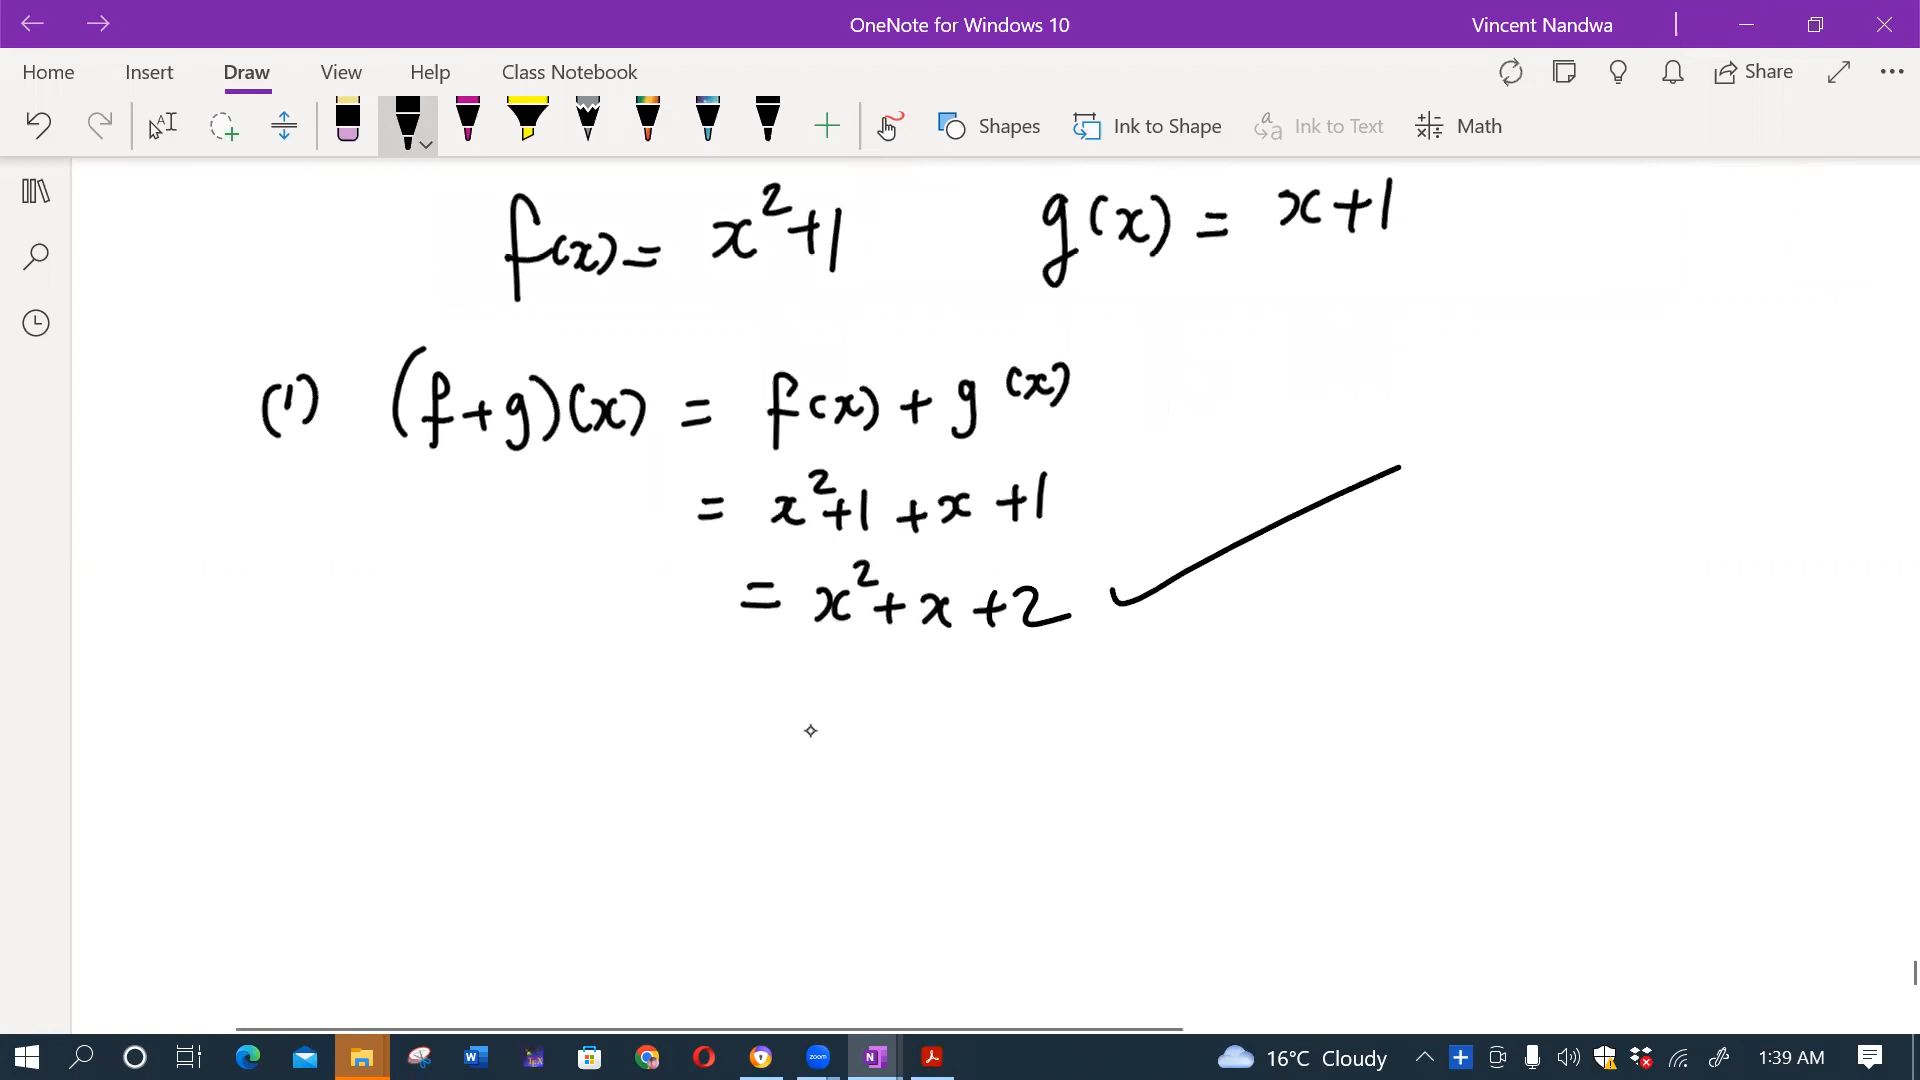 OneNote for Windows 10
Vincent Nandwa
Home Insert Draw View Help Class Notebook
Share
Shapes Ink to Shape Ink to Text Math
f(x) = x²+1 g(x) = x+1
(1) (f+g)(x) = f(x) + g(x)
= x²+1 +x +1
= x²+x+2
16°C Cloudy 1:39 AM